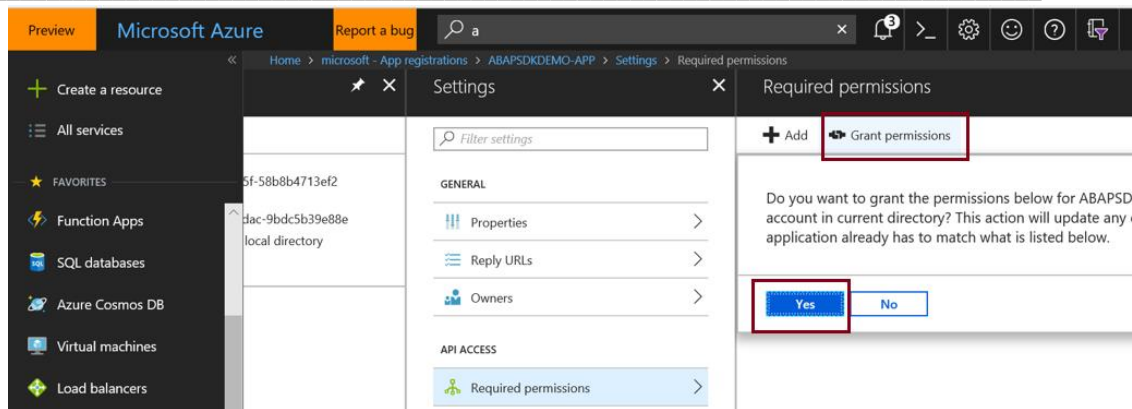 Preview
Microsoft Azure
Report a bug
a
3
Home > microsoft - App registrations > ABAPSDKDEMO-APP > Settings > Required permissions
Create a resource
All services
FAVORITES
Function Apps
SQL databases
Azure Cosmos DB
Virtual machines
Load balancers
5f-58b8b4713ef2
dac-9bdc5b39e88e
local directory
Settings
Filter settings
GENERAL
Properties
Reply URLs
Owners
API ACCESS
Required permissions
Required permissions
Add
Grant permissions
Do you want to grant the permissions below for ABAPSD
account in current directory? This action will update any
application already has to match what is listed below.
Yes
No